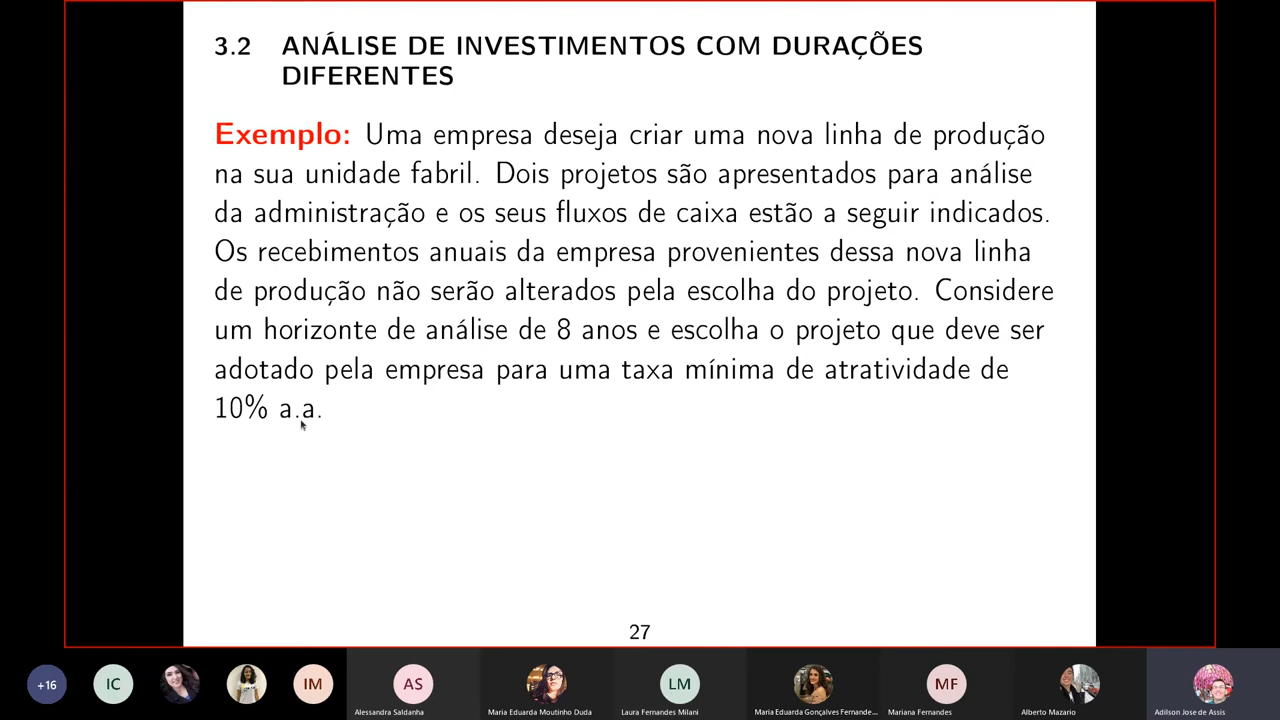 3.2 ANÁLISE DE INVESTIMENTOS COM DURAÇÕES
DIFERENTES
Exemplo: Uma empresa deseja criar uma nova linha de produção
na sua unidade fabril. Dois projetos são apresentados para análise
da administração e os seus fluxos de caixa estão a seguir indicados.
Os recebimentos anuais da empresa provenientes dessa nova linha
de produção não serão alterados pela escolha do projeto. Considere
um horizonte de análise de 8 anos e escolha o projeto que deve ser
adotado pela empresa para uma taxa mínima de atratividade de
10% a.a.
27
+16
IC
IM
AS
LM
MF
Alessandra Saldanha
Maria Eduarda Moutinho Duda
Laura Fernandes Milani
Maria Eduarda Gonçalves Fernande...
Mariana Fernandes
Alberto Mazario
Adilson Jose de Assis